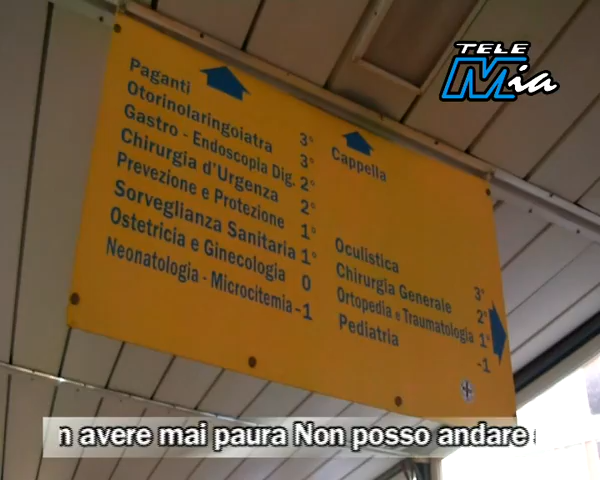 TELE
Mia
Paganti 3°
Otorinolaringoiatra 3°
Gastro - Endoscopia Dig. 2°
Chirurgia d'Urgenza 2°
Prevezione e Protezione 1°
Sorveglianza Sanitaria 1°
Ostetricia e Ginecologia 0
Neonatologia - Microcitemia -1
Cappella
Oculistica 3°
Chirurgia Generale 2°
Ortopedia e Traumatologia 1°
Pediatria -1
avere mai paura Non posso andare